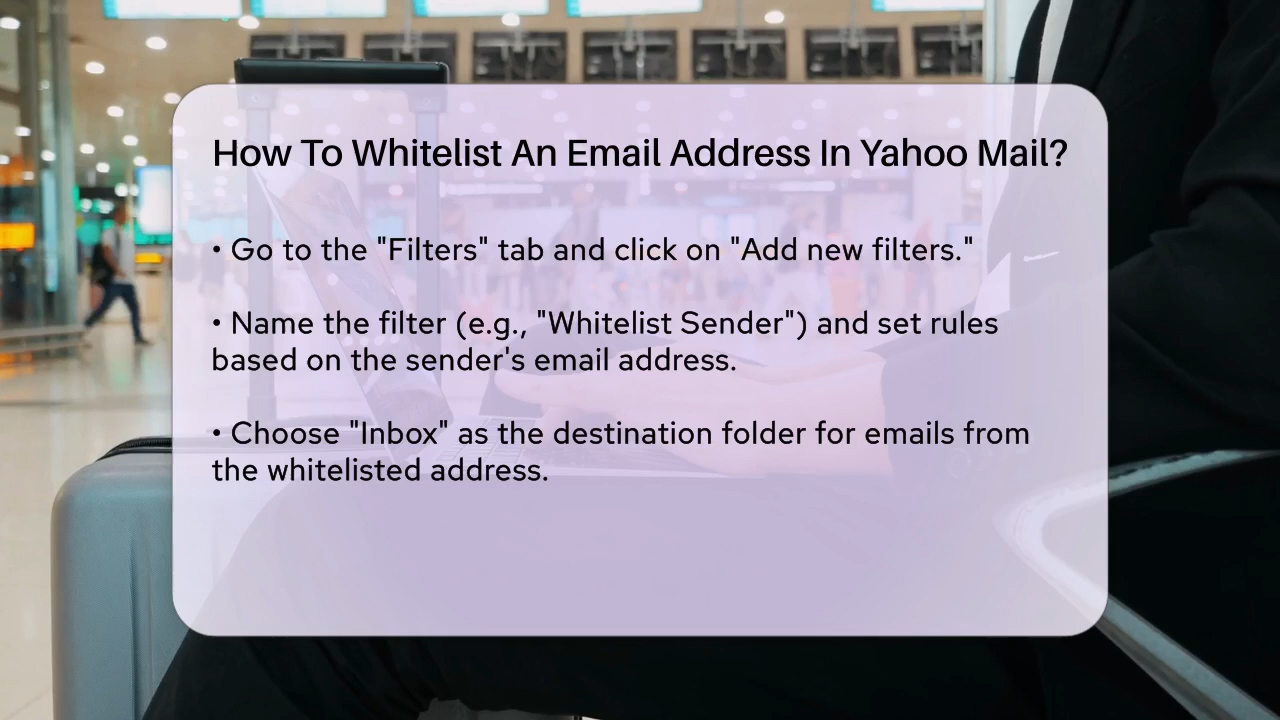 How To Whitelist An Email Address In Yahoo Mail?
• Go to the "Filters" tab and click on "Add new filters."
• Name the filter (e.g., "Whitelist Sender") and set rules
based on the sender's email address.
• Choose "Inbox" as the destination folder for emails from
the whitelisted address.